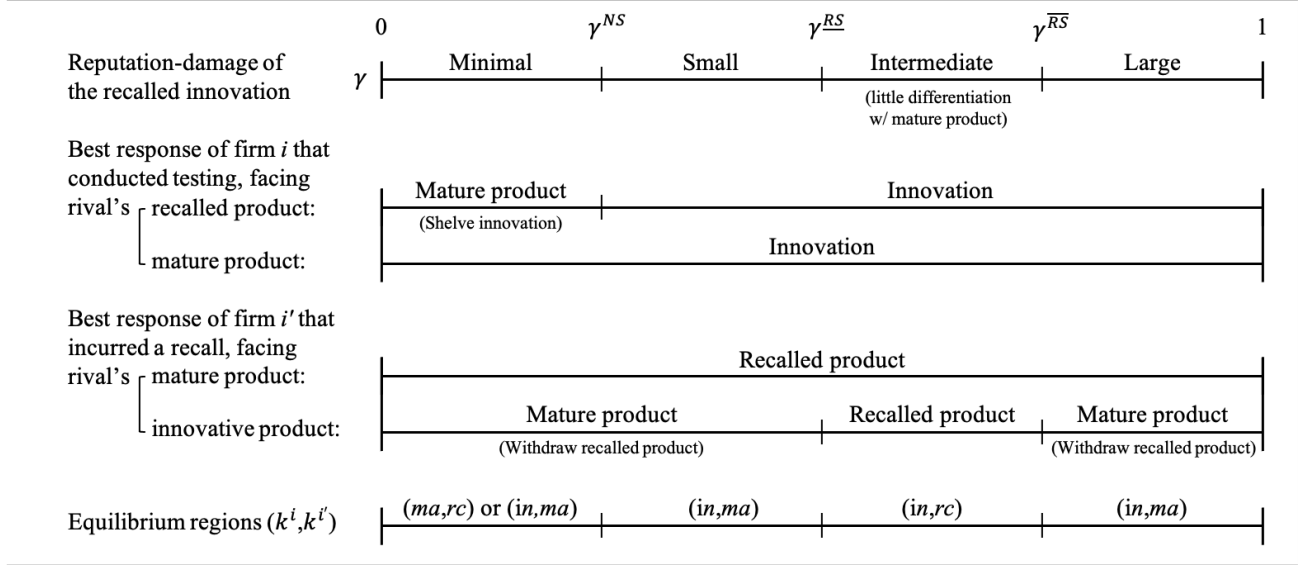 0 γ^NS γ^RS̲ γ^R̅S̅ 1
Reputation-damage of
the recalled innovation
γ
Minimal Small Intermediate Large
(little differentiation
w/ mature product)
Best response of firm i that
conducted testing, facing
rival's recalled product:
Mature product Innovation
(Shelve innovation)
mature product:
Innovation
Best response of firm i′ that
incurred a recall, facing
rival's mature product:
Recalled product
innovative product:
Mature product Recalled product Mature product
(Withdraw recalled product) (Withdraw recalled product)
Equilibrium regions (k^i,k^i′)
(ma,rc) or (in,ma) (in,ma) (in,rc) (in,ma)